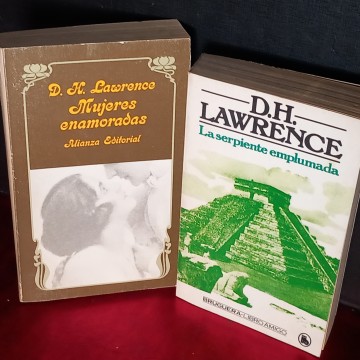 D. H. Lawrence
Mujeres
enamoradas
Alianza Editorial
D.H.
LAWRENCE
La serpiente emplumada
BRUGUERA-LIBRO AMIGO